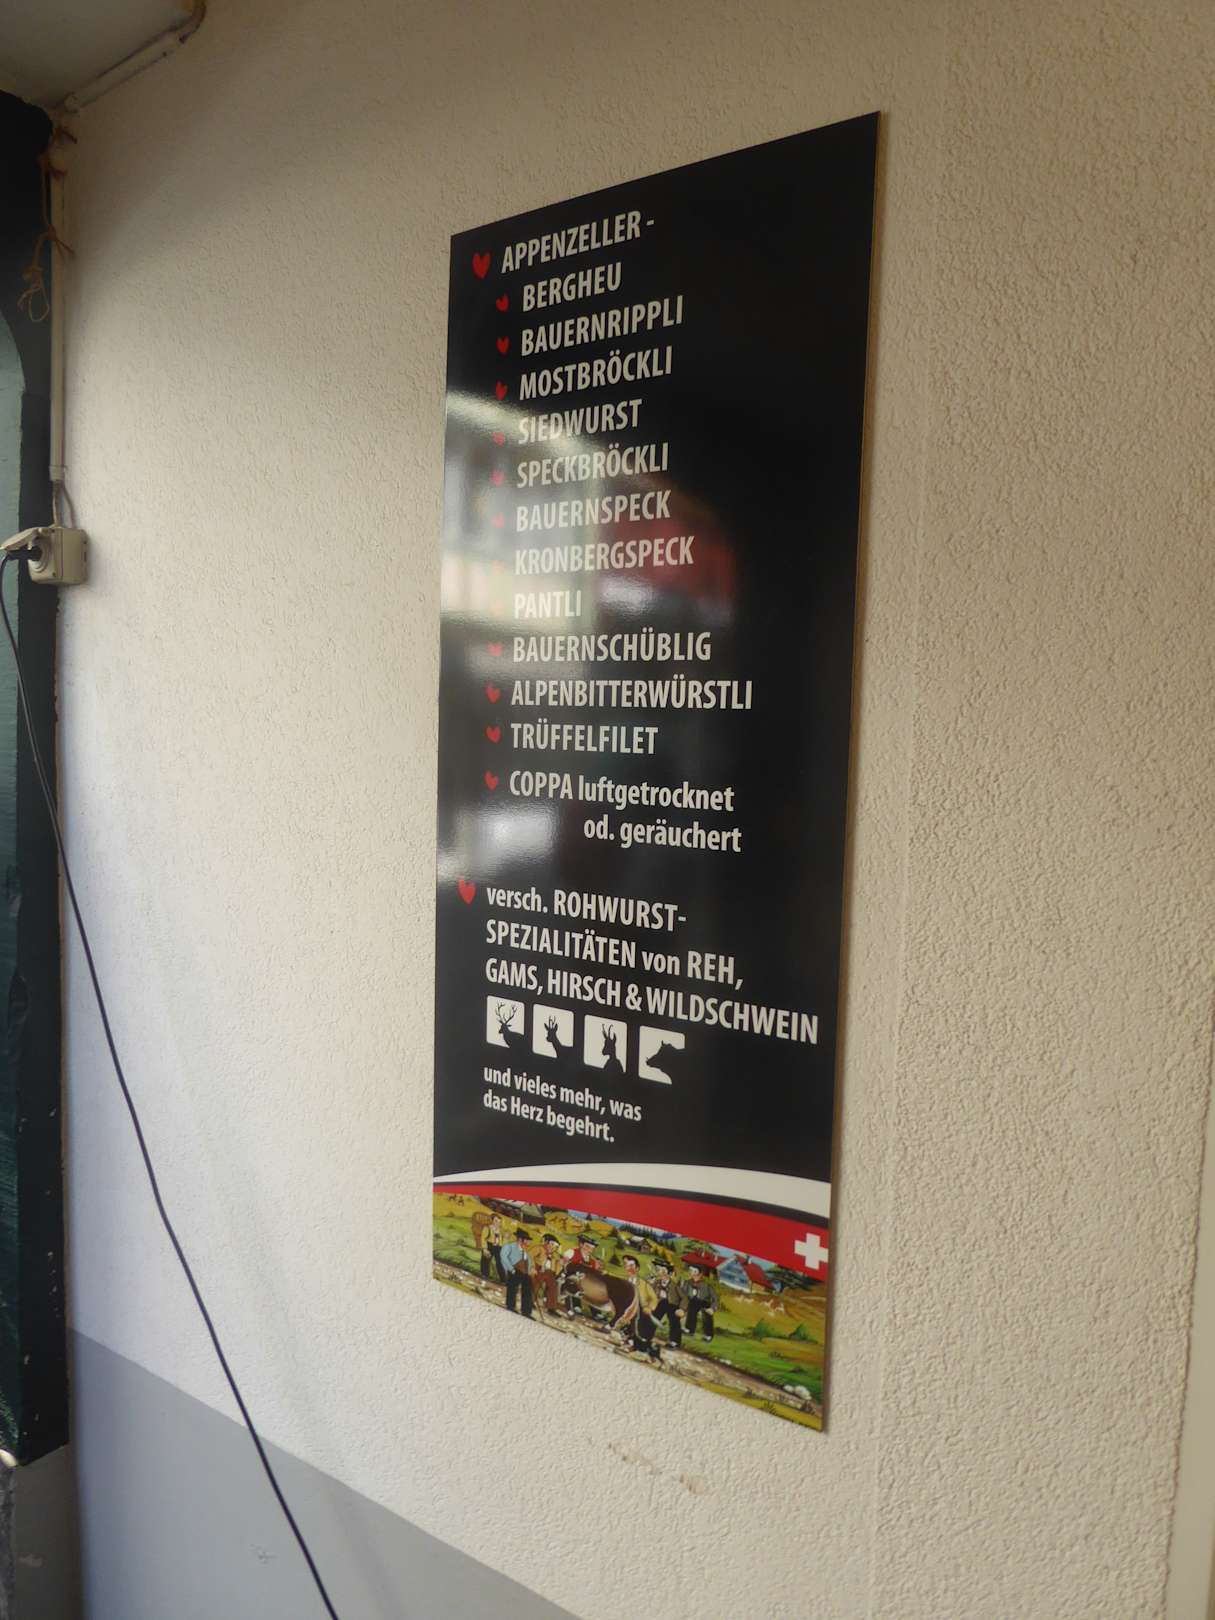 APPENZELLER -
BERGHEU
BAUERNRIPPLI
MOSTBRÖCKLI
SIEDWURST
SPECKBRÖCKLI
BAUERNSPECK
KRONBERGSPECK
PANTLI
BAUERNSCHÜBLIG
ALPENBITTERWÜRSTLI
TRÜFFELFILET
COPPA luftgetrocknet
od. geräuchert
versch. ROHWURST-
SPEZIALITÄTEN von REH,
GAMS, HIRSCH & WILDSCHWEIN
und vieles mehr, was
das Herz begehrt.